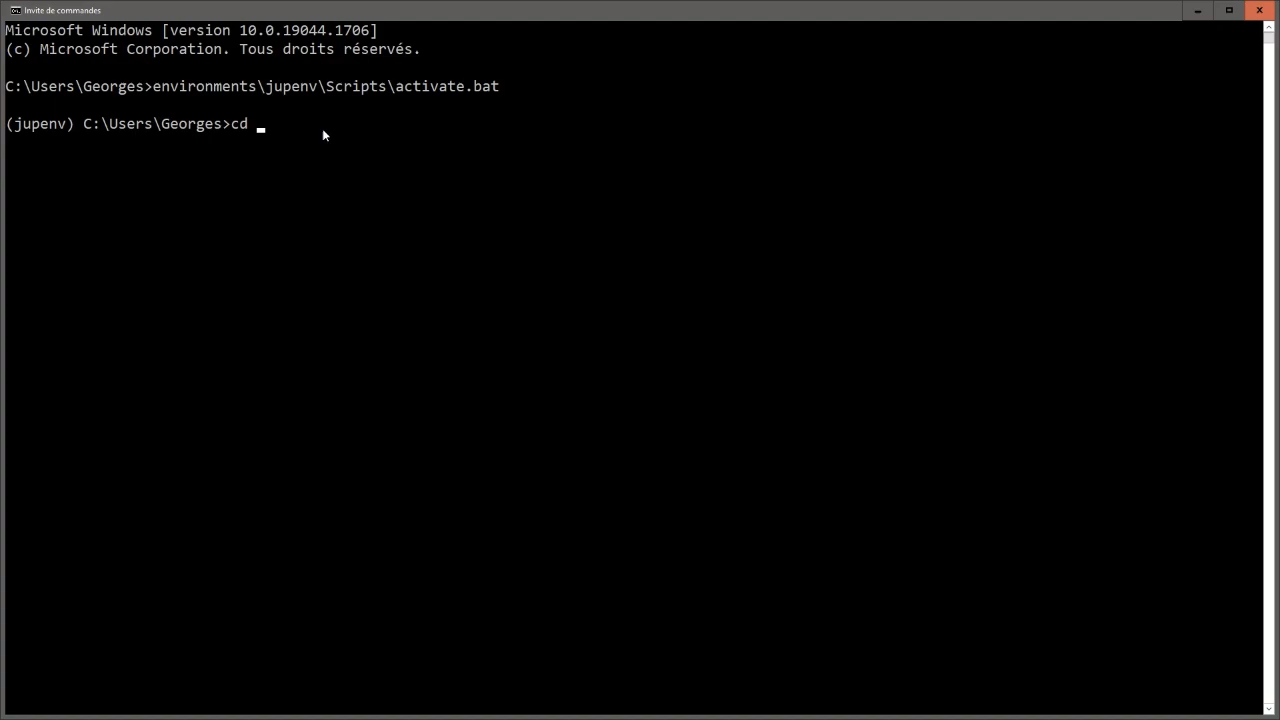 Invite de commandes
Microsoft Windows [version 10.0.19044.1706]
(c) Microsoft Corporation. Tous droits réservés.
C:\Users\Georges>environments\jupenv\Scripts\activate.bat
(jupenv) C:\Users\Georges>cd